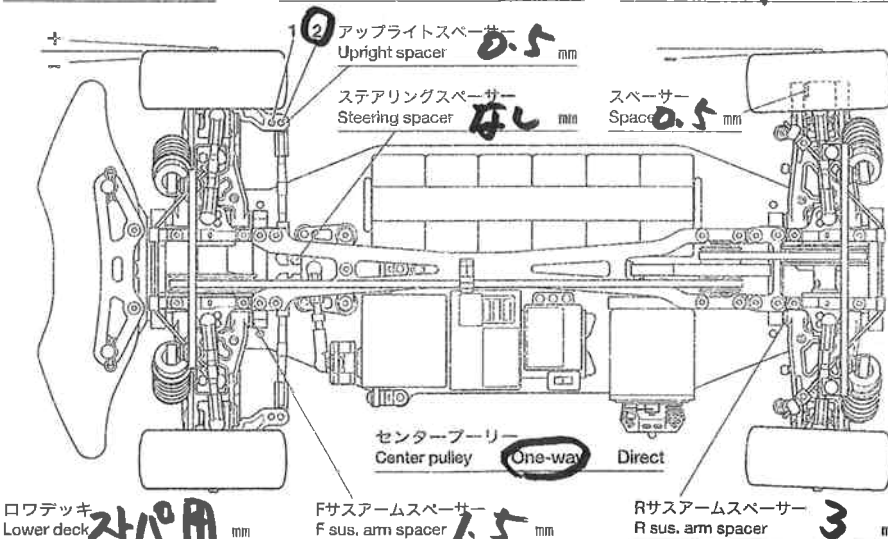 +
−
1 2 アップライトスペーサー
Upright spacer 0.5 mm
ステアリングスペーサー
Steering spacer なし mm
−
スペーサー
Space 0.5 mm
センタープーリー
Center pulley One-way Direct
ロワデッキ
Lower deck ストパ用 mm
Fサスアームスペーサー
F sus. arm spacer 1.5 mm
Rサスアームスペーサー
R sus. arm spacer 3